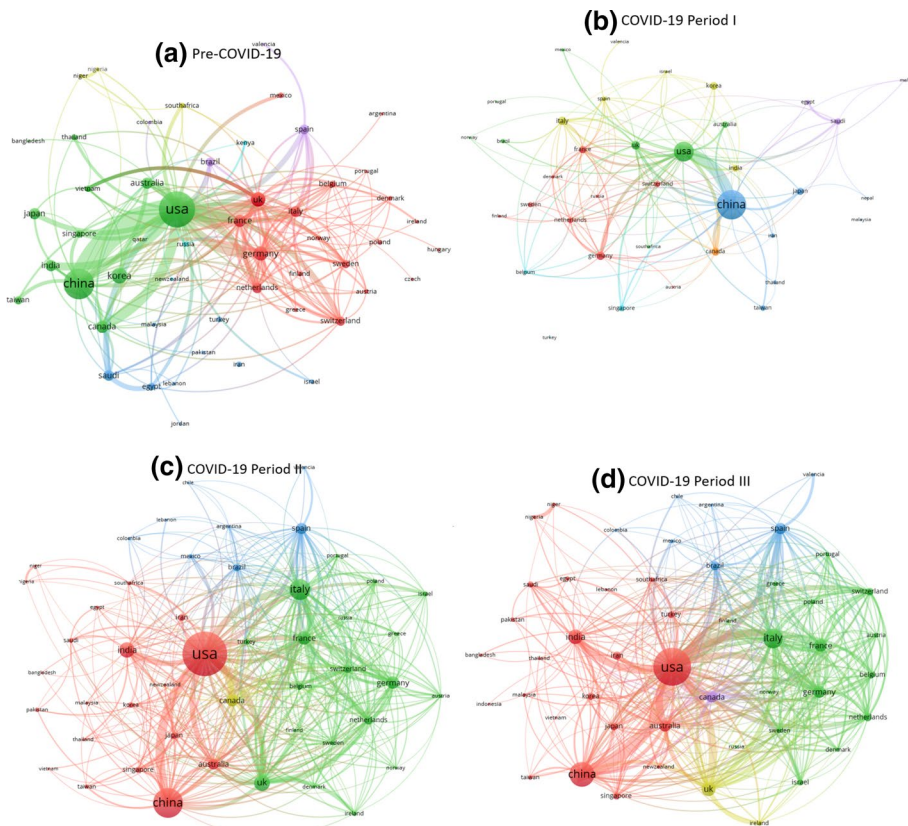 (a) Pre-COVID-19
valencia
nigeria
niger
mexico
southafrica
argentina
colombia
spain
bangladesh
thailand
kenya
brazil
portugal
vietnam
australia
belgium
uk
denmark
japan
usa
italy
france
singapore
ireland
qatar
norway
russia
poland
germany
hungary
india
sweden
korea
finland
czech
china
newzealand
netherlands
austria
taiwan
greece
canada
malaysia
turkey
switzerland
pakistan
iran
saudi
egypt
lebanon
israel
jordan
(b) COVID-19 Period I
valencia
mexico
israel
korea
portugal
spain
egypt
italy
australia
saudi
norway
brazil
france
uk
usa
denmark
india
switzerland
russia
japan
sweden
china
nepal
finland
netherlands
malaysia
iran
southafrica
germany
canada
belgium
austria
thailand
singapore
taiwan
turkey
(c) COVID-19 Period II
valencia
chile
lebanon
argentina
spain
colombia
portugal
niger
mexico
brazil
poland
nigeria
southafrica
italy
israel
egypt
iran
russia
greece
saudi
turkey
france
india
usa
switzerland
bangladesh
newzealand
belgium
germany
malaysia
canada
austria
pakistan
korea
netherlands
japan
finland
thailand
sweden
singapore
australia
vietnam
norway
taiwan
uk
denmark
china
ireland
(d) COVID-19 Period III
valencia
chile
niger
argentina
nigeria
colombia
spain
mexico
portugal
saudi
egypt
southafrica
brazil
greece
switzerland
pakistan
lebanon
poland
turkey
finland
india
italy
austria
bangladesh
thailand
iran
usa
france
belgium
malaysia
korea
canada
norway
germany
indonesia
vietnam
japan
australia
netherlands
sweden
russia
denmark
china
newzealand
taiwan
singapore
uk
israel
ireland